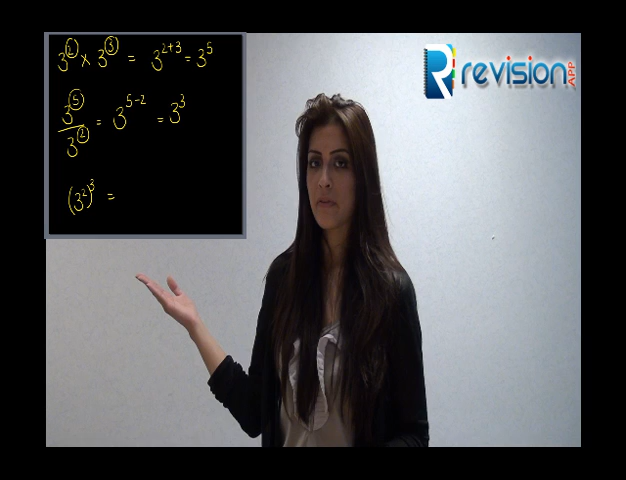 3² × 3³ = 3²⁺³ = 3⁵
3⁵/3² = 3⁵⁻² = 3³
(3²)³ =
revision.APP